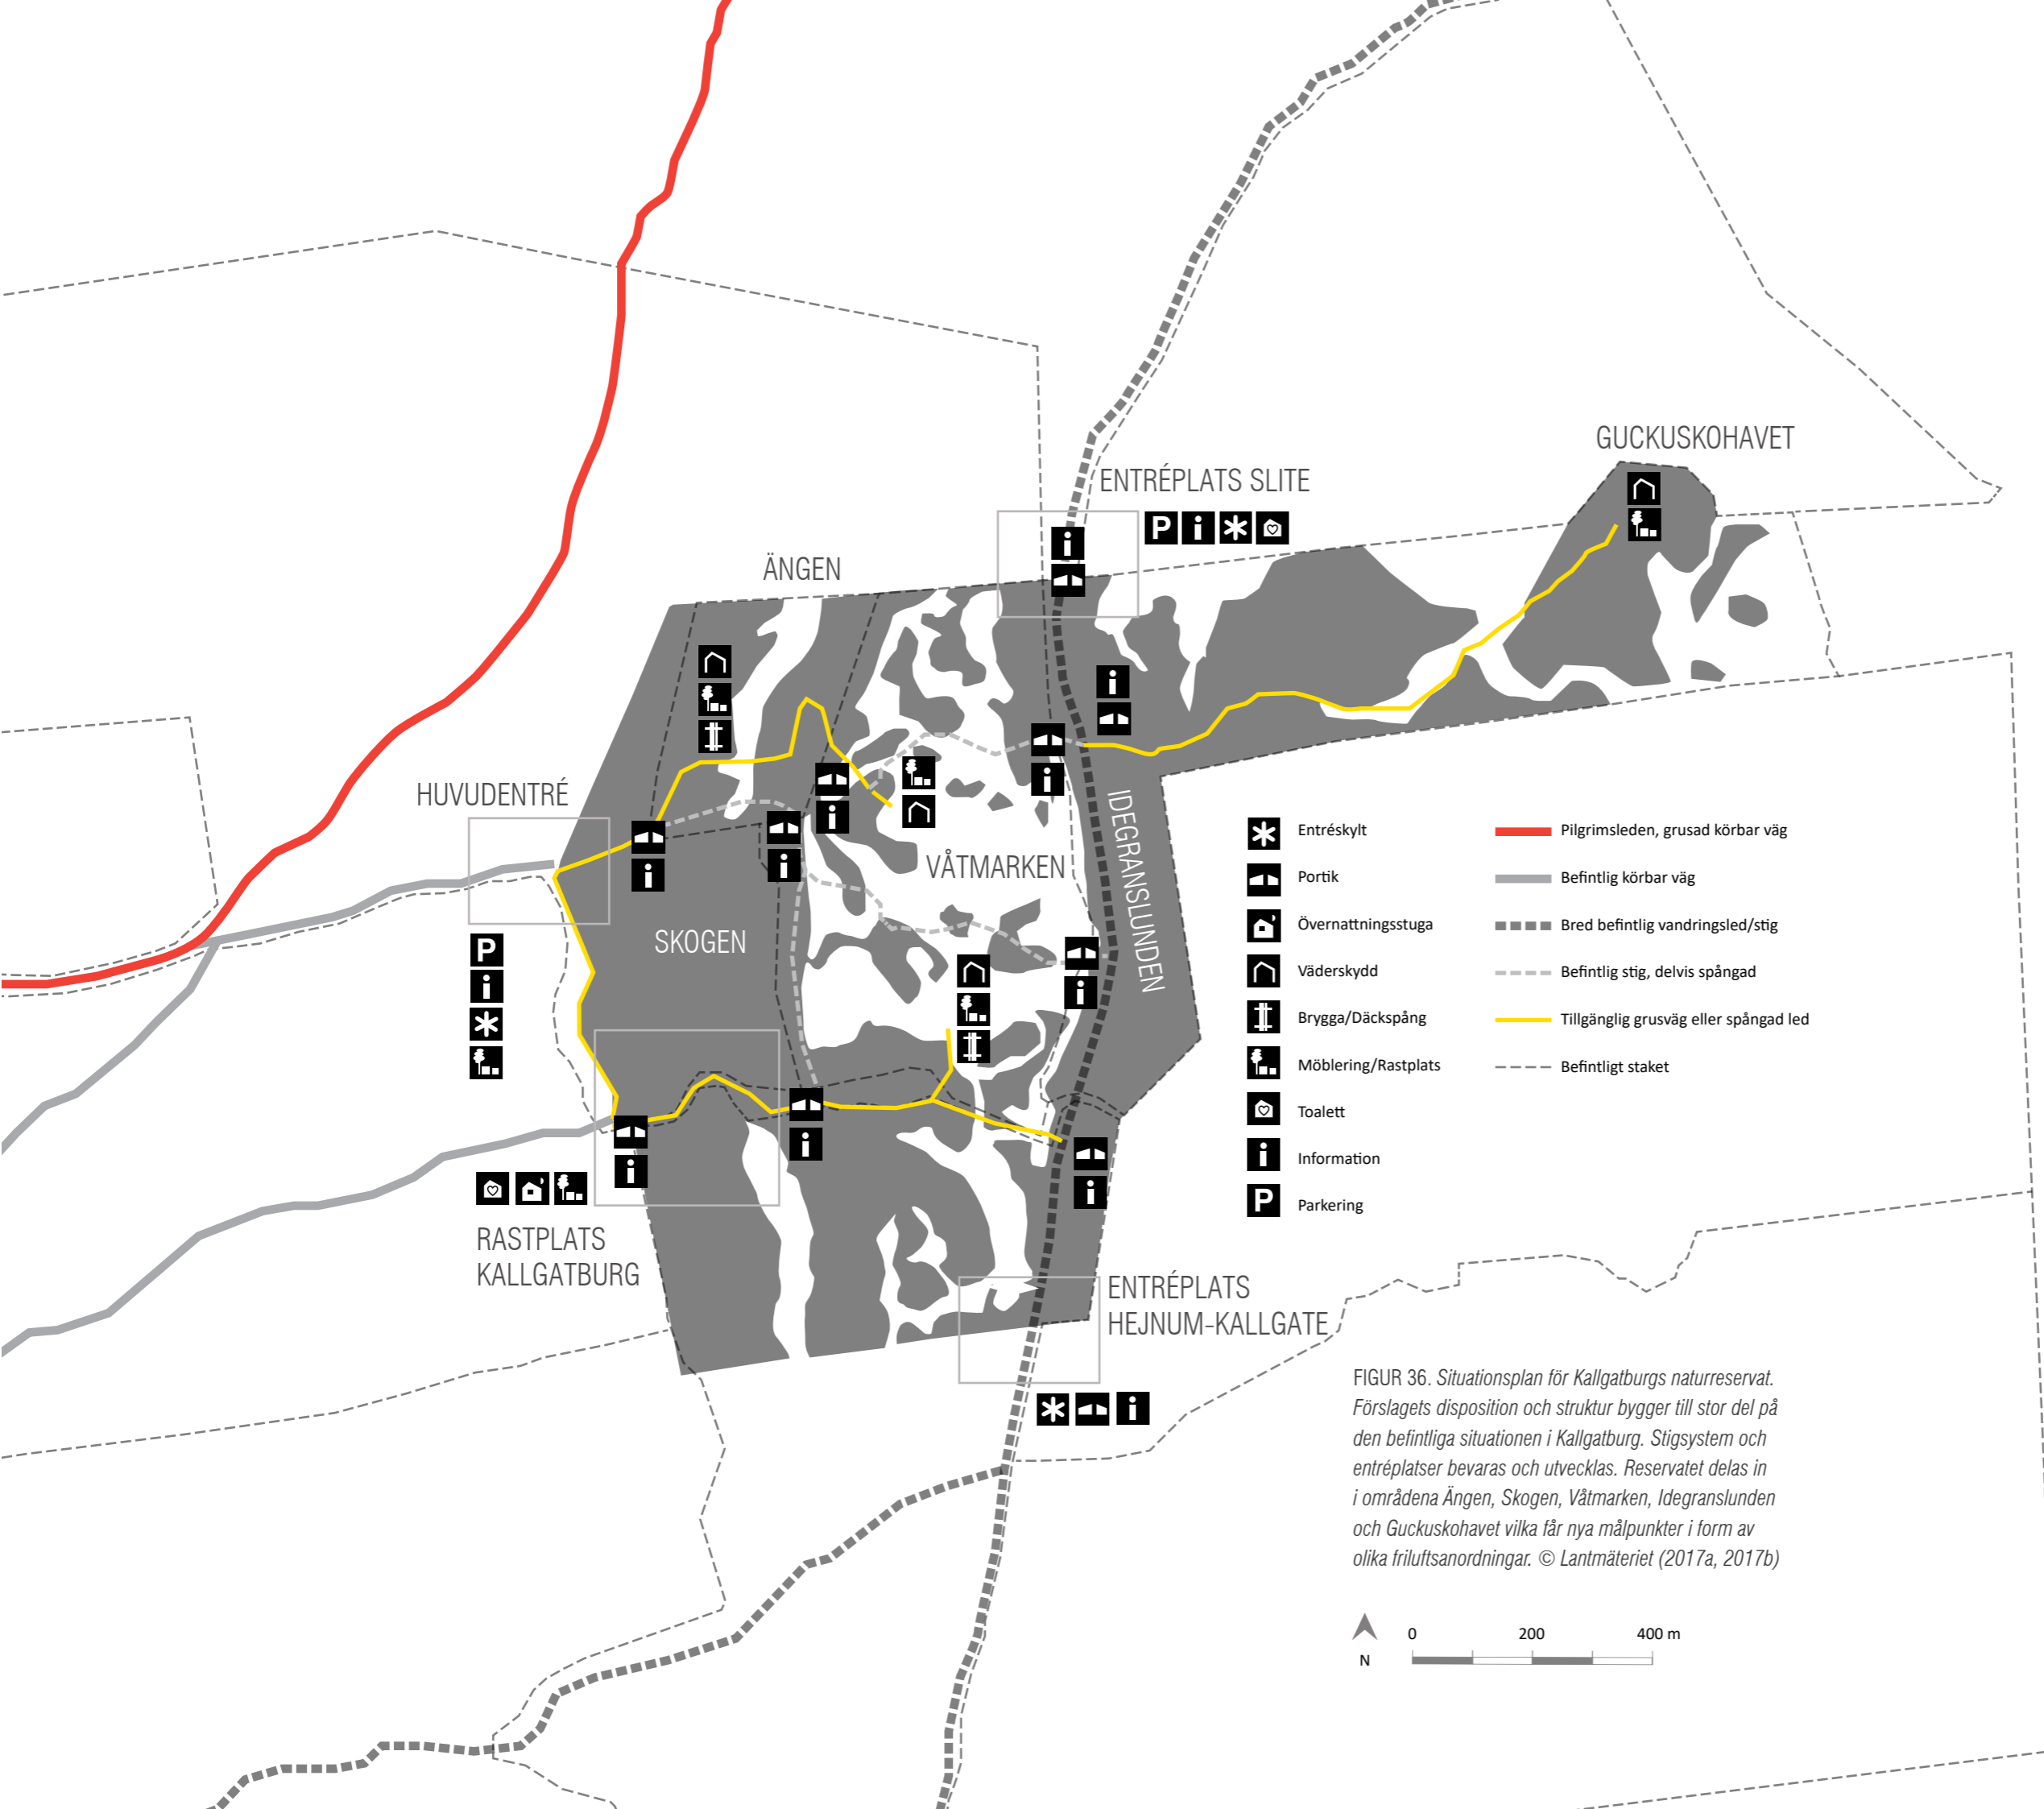 GUCKUSKOHAVET
ENTRÉPLATS SLITE
P i
i
ÄNGEN
i
HUVUDENTRÉ
i
i
i
i
VÅTMARKEN
IDEGRANSLUNDEN
SKOGEN
P
i
i
i
i
i
RASTPLATS
KALLGATBURG
ENTRÉPLATS
HEJNUM-KALLGATE
i
Entréskylt
Portik
Övernattningsstuga
Väderskydd
Brygga/Däckspång
Möblering/Rastplats
Toalett
i Information
P Parkering
Pilgrimsleden, grusad körbar väg
Befintlig körbar väg
Bred befintlig vandringsled/stig
Befintlig stig, delvis spångad
Tillgänglig grusväg eller spångad led
Befintligt staket
FIGUR 36. Situationsplan för Kallgatburgs naturreservat.
Förslagets disposition och struktur bygger till stor del på
den befintliga situationen i Kallgatburg. Stigsystem och
entréplatser bevaras och utvecklas. Reservatet delas in
i områdena Ängen, Skogen, Våtmarken, Idegranslunden
och Guckuskohavet vilka får nya målpunkter i form av
olika friluftsanordningar. © Lantmäteriet (2017a, 2017b)
0 200 400 m
N